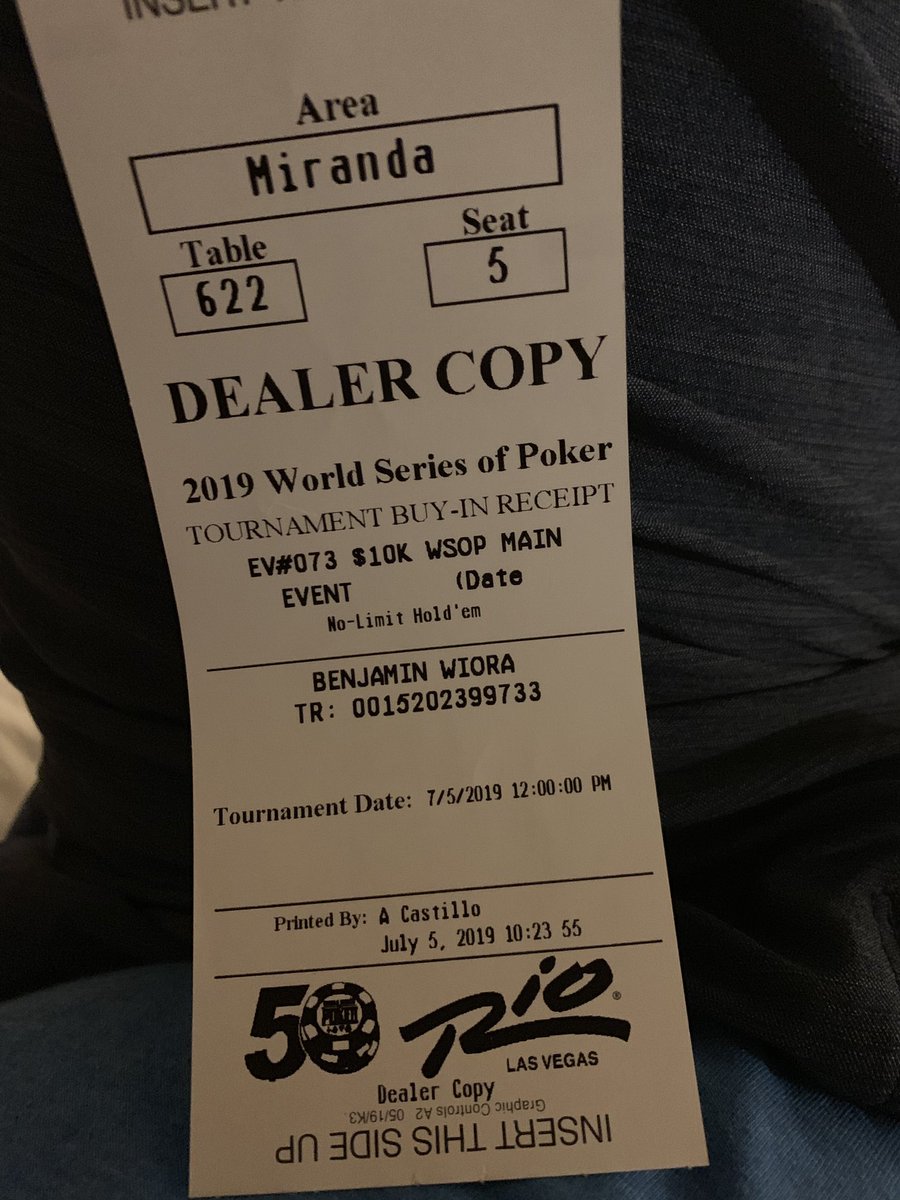 Area
Miranda
Table Seat
622 5
DEALER COPY
2019 World Series of Poker
TOURNAMENT BUY-IN RECEIPT
EV#073 $10K WSOP MAIN
EVENT (Date
No-Limit Hold'em
BENJAMIN WIORA
TR: 0015202399733
Tournament Date: 7/5/2019 12:00:00 PM
Printed By: A Castillo
July 5, 2019 10:23 55
50 POKER Rio®
LAS VEGAS
Dealer Copy
Graphic Controls A2 05/19/K3
INSERT THIS SIDE UP